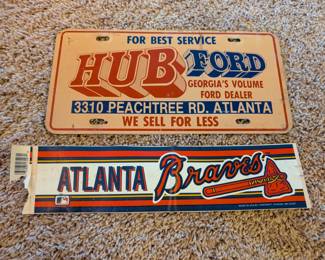 FOR BEST SERVICE
HUB FORD
GEORGIA'S VOLUME
FORD DEALER
3310 PEACHTREE RD. ATLANTA
WE SELL FOR LESS
ATLANTA Braves